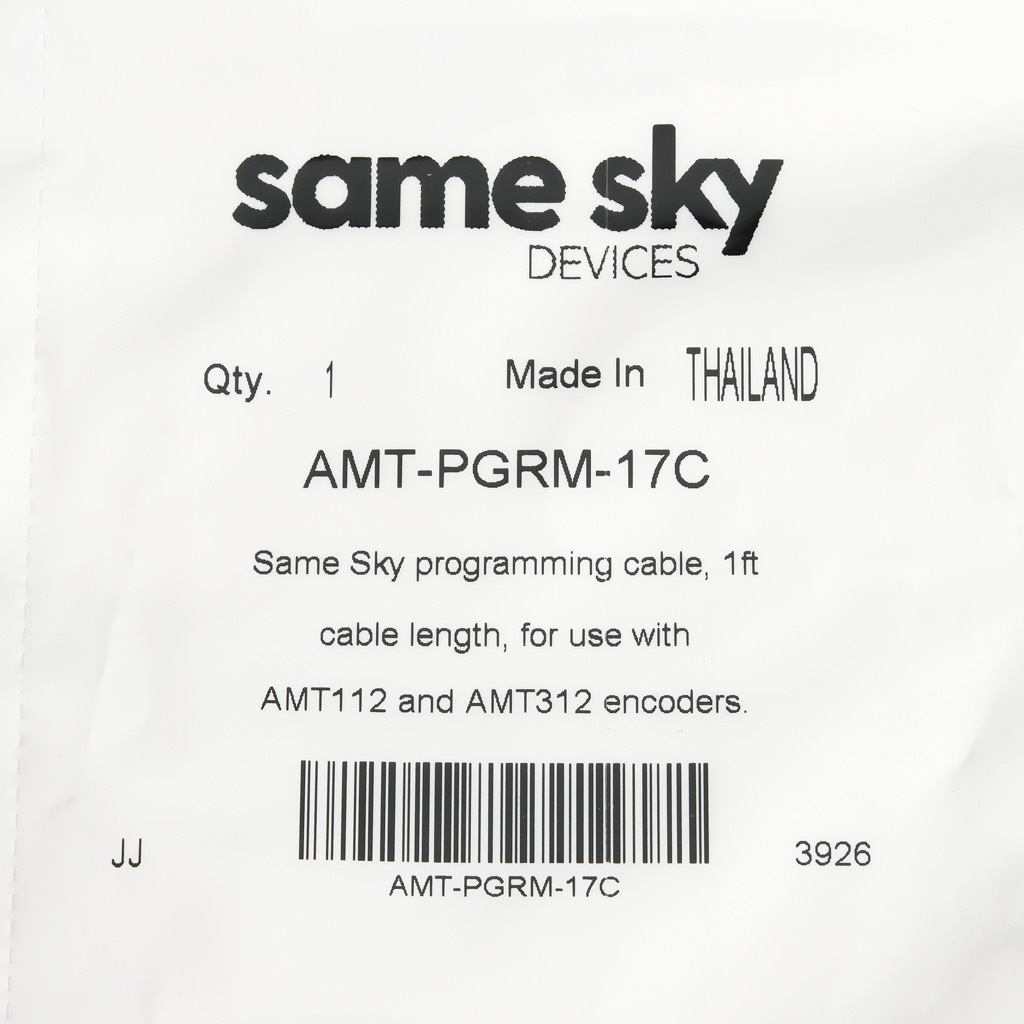 same sky
DEVICES
Qty. 1 Made In THAILAND
AMT-PGRM-17C
Same Sky programming cable, 1ft
cable length, for use with
AMT112 and AMT312 encoders.
JJ 3926
AMT-PGRM-17C